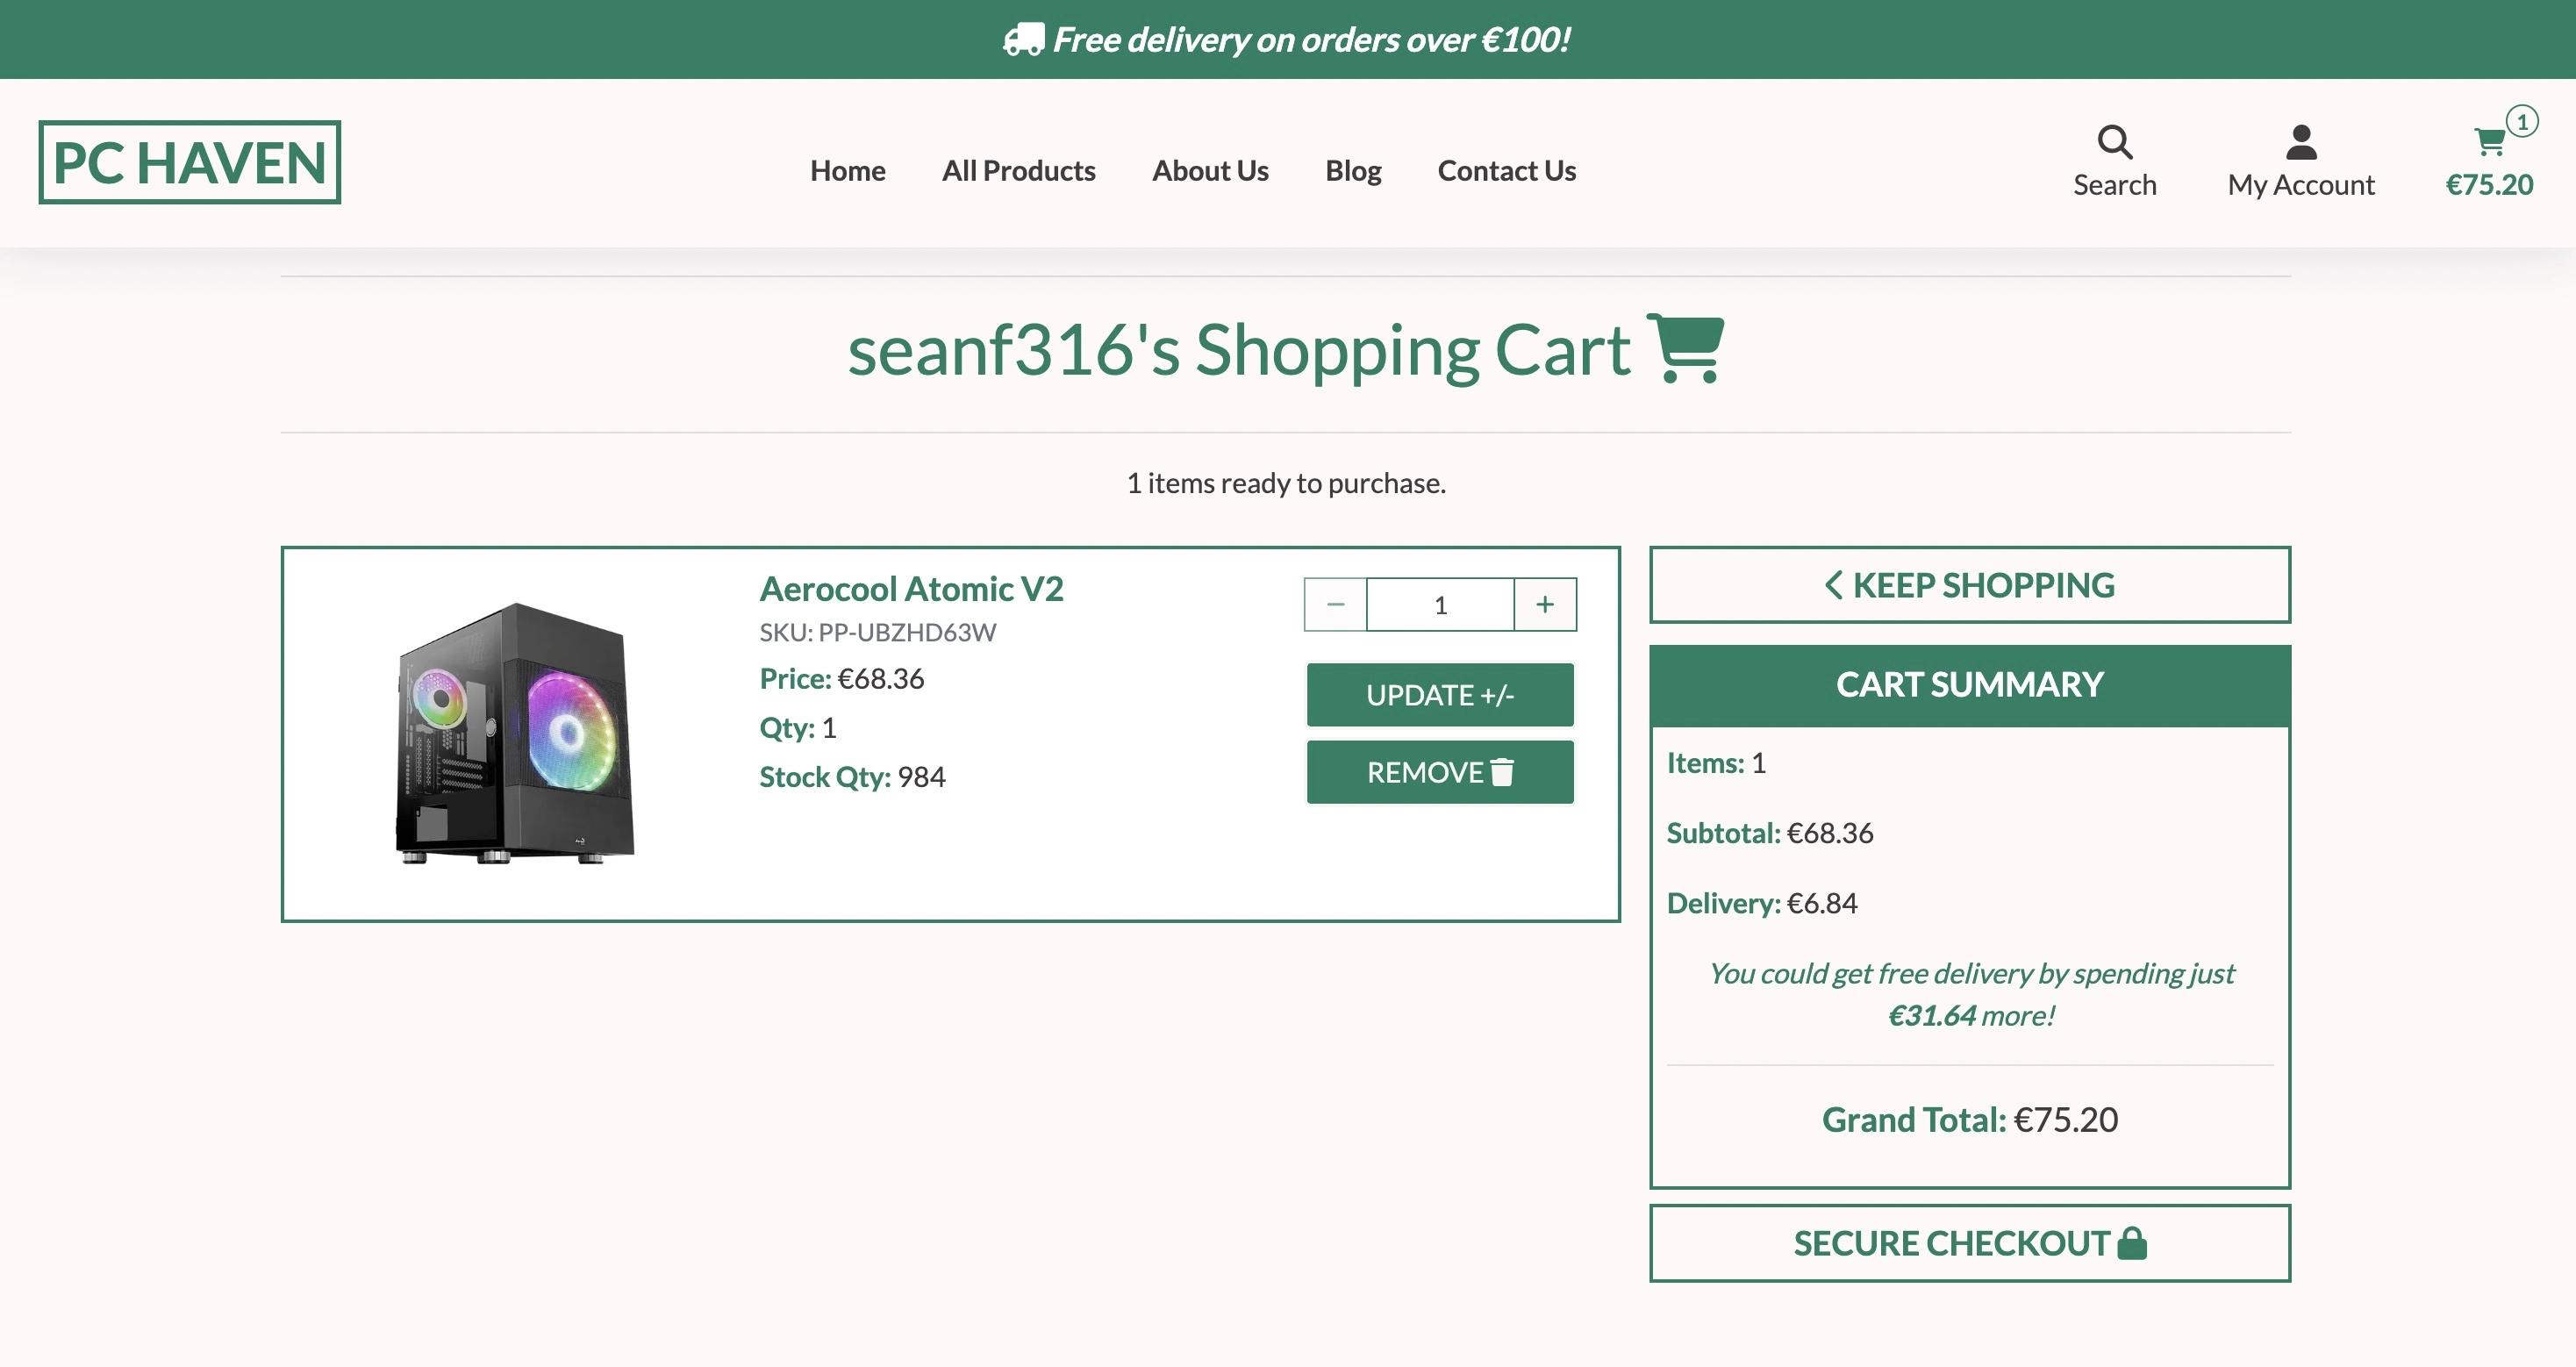 Free delivery on orders over €100!
PC HAVEN
Home All Products About Us Blog Contact Us
Search
My Account
1
€75.20
seanf316's Shopping Cart
1 items ready to purchase.
Aerocool Atomic V2
SKU: PP-UBZHD63W
Price: €68.36
Qty: 1
Stock Qty: 984
− 1 +
UPDATE +/-
REMOVE
KEEP SHOPPING
CART SUMMARY
Items: 1
Subtotal: €68.36
Delivery: €6.84
You could get free delivery by spending just
€31.64 more!
Grand Total: €75.20
SECURE CHECKOUT